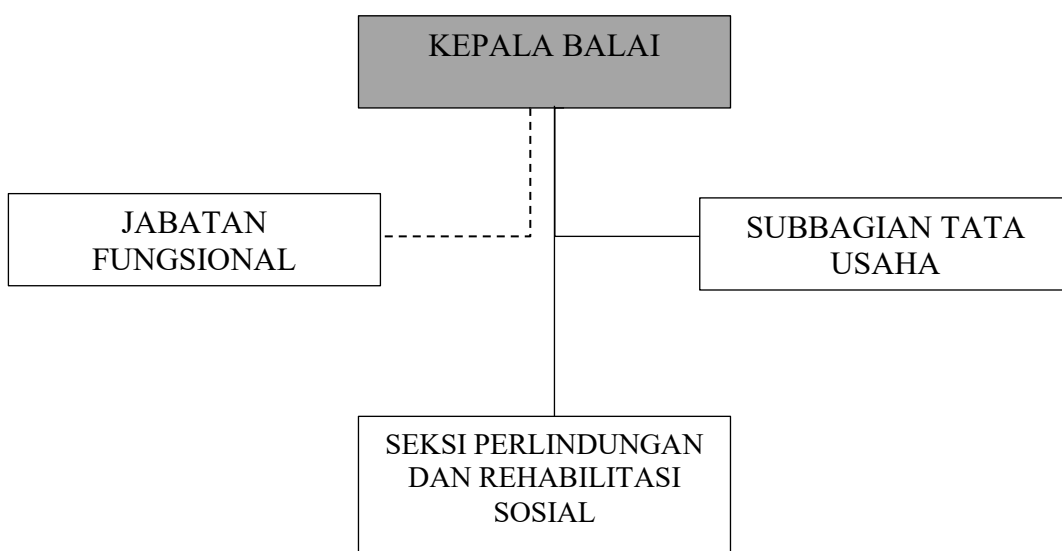 KEPALA BALAI
JABATAN
FUNGSIONAL
SUBBAGIAN TATA
USAHA
SEKSI PERLINDUNGAN
DAN REHABILITASI
SOSIAL